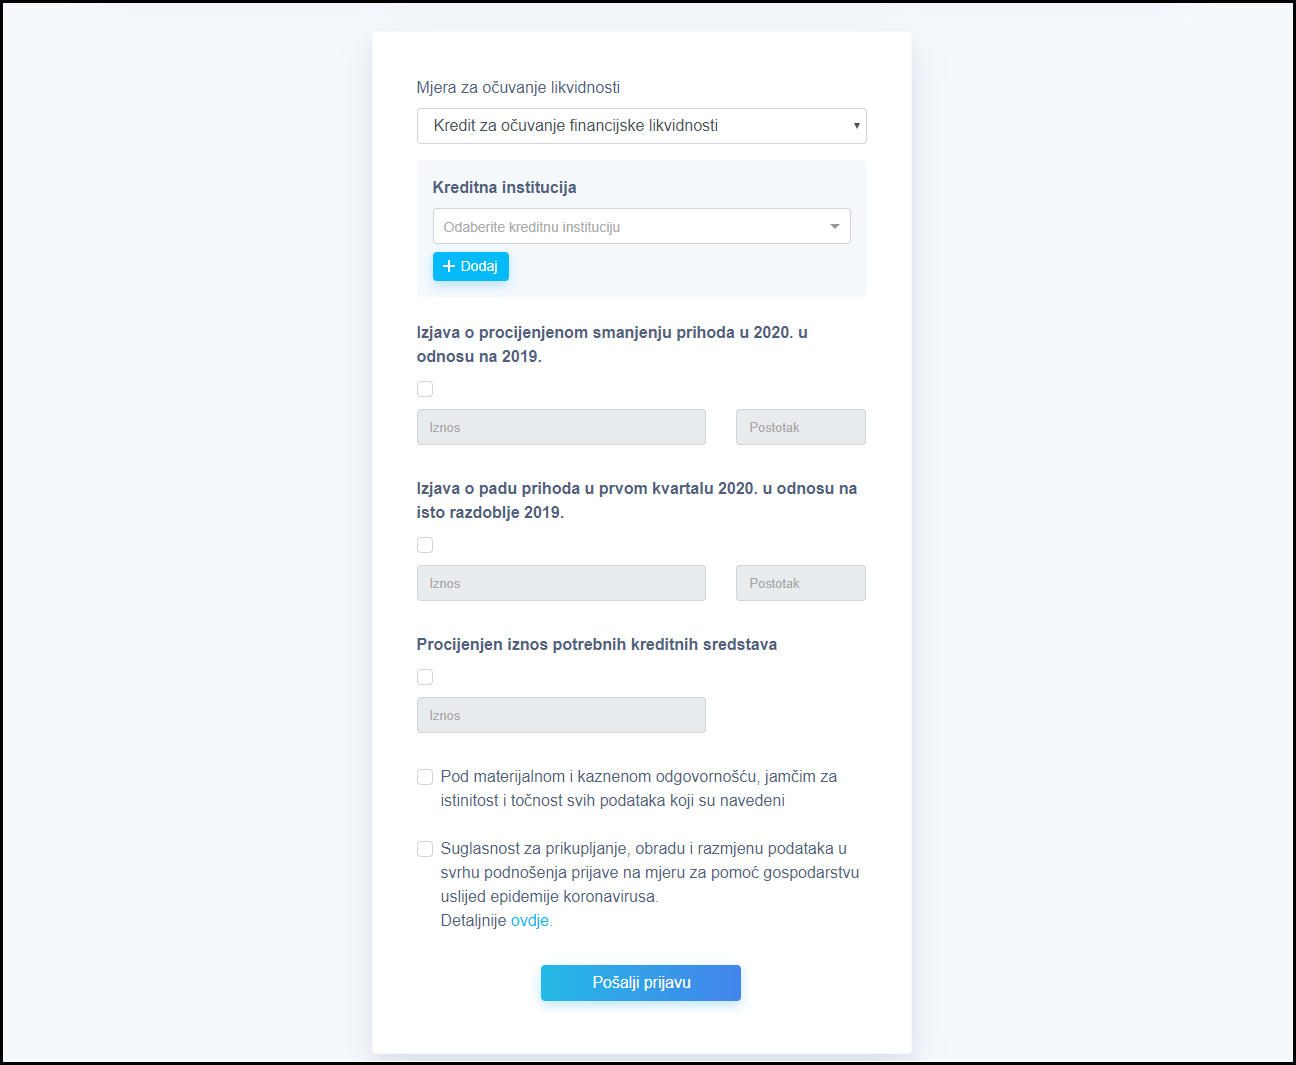 Mjera za očuvanje likvidnosti
Kredit za očuvanje financijske likvidnosti
Kreditna institucija
Odaberite kreditnu instituciju
+ Dodaj
Izjava o procijenjenom smanjenju prihoda u 2020. u
odnosu na 2019.
Iznos Postotak
Izjava o padu prihoda u prvom kvartalu 2020. u odnosu na
isto razdoblje 2019.
Iznos Postotak
Procijenjen iznos potrebnih kreditnih sredstava
Iznos
Pod materijalnom i kaznenom odgovornošću, jamčim za
istinitost i točnost svih podataka koji su navedeni
Suglasnost za prikupljanje, obradu i razmjenu podataka u
svrhu podnošenja prijave na mjeru za pomoć gospodarstvu
uslijed epidemije koronavirusa.
Detaljnije ovdje.
Pošalji prijavu